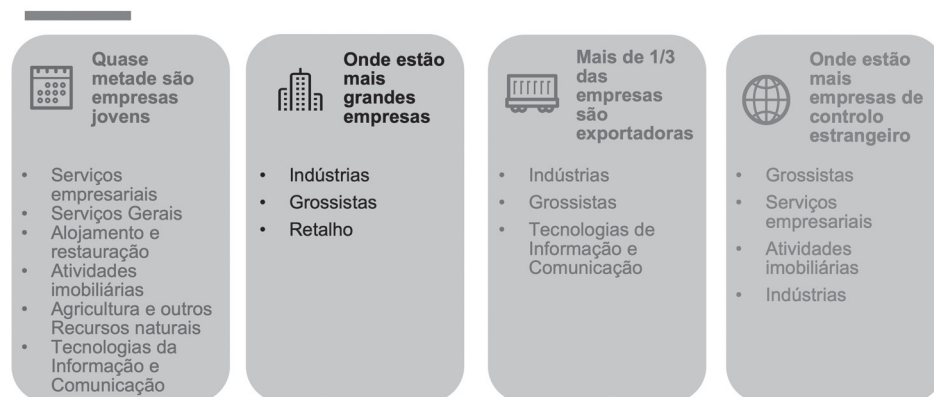 Quase
metade são
empresas
jovens
• Serviços
empresariais
• Serviços Gerais
• Alojamento e
restauração
• Atividades
imobiliárias
• Agricultura e outros
Recursos naturais
• Tecnologias da
Informação e
Comunicação
Onde estão
mais
grandes
empresas
• Indústrias
• Grossistas
• Retalho
Mais de 1/3
das
empresas
são
exportadoras
• Indústrias
• Grossistas
• Tecnologias de
Informação e
Comunicação
Onde estão
mais
empresas de
controlo
estrangeiro
• Grossistas
• Serviços
empresariais
• Atividades
imobiliárias
• Indústrias